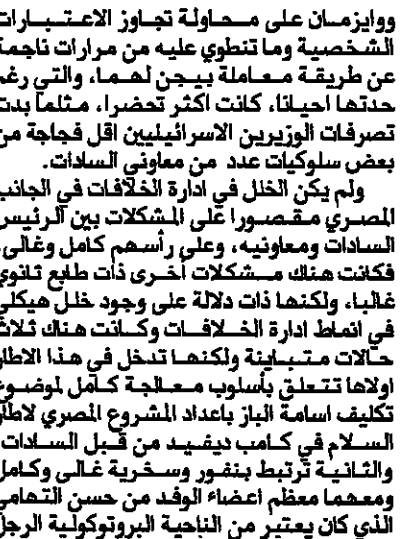 ووايزمان على محاولة تجاوز الاعتبارات
الشخصية وما تنطوي عليه من مرارات ناجمة
عن طريقة معاملة بيجن لهما، والتي رغم
حدتها احيانا، كانت اكثر تحضرا، مثلما بدت
تصرفات الوزيرين الاسرائيليين اقل فجاجة من
بعض سلوكيات عدد من معاوني السادات.
ولم يكن الخلل في ادارة الخلافات في الجانب
المصري مقصورا على المشكلات بين الرئيس
السادات ومعاونيه، وعلى رأسهم كامل وغالي،
فكانت هناك مشكلات أخرى ذات طابع ثانوي
غالبا، ولكنها ذات دلالة على وجود خلل هيكلي
في انماط ادارة الخلافات وكانت هناك ثلاث
حالات متباينة ولكنها تدخل في هذا الاطار
اولاها تتعلق بأسلوب معالجة كامل لموضوع
تكليف اسامة الباز باعداد المشروع المصري لاطار
السلام في كامب ديفيد من قبل السادات،
والثانية ترتبط بنفور وسخرية غالى وكامل
ومعهما معظم اعضاء الوفد من حسن التهامي
الذي كان يعتبر من الناحية البروتوكولية الرجل